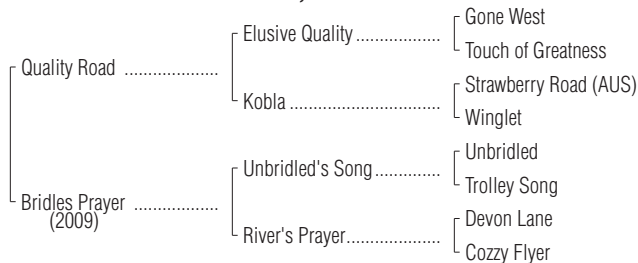 Gone West
Elusive Quality ..................
Touch of Greatness
Quality Road ....................
Strawberry Road (AUS)
Kobla ................................
Winglet
Unbridled
Unbridled's Song..............
Trolley Song
Bridles Prayer ..................
(2009)
Devon Lane
River's Prayer....................
Cozzy Flyer